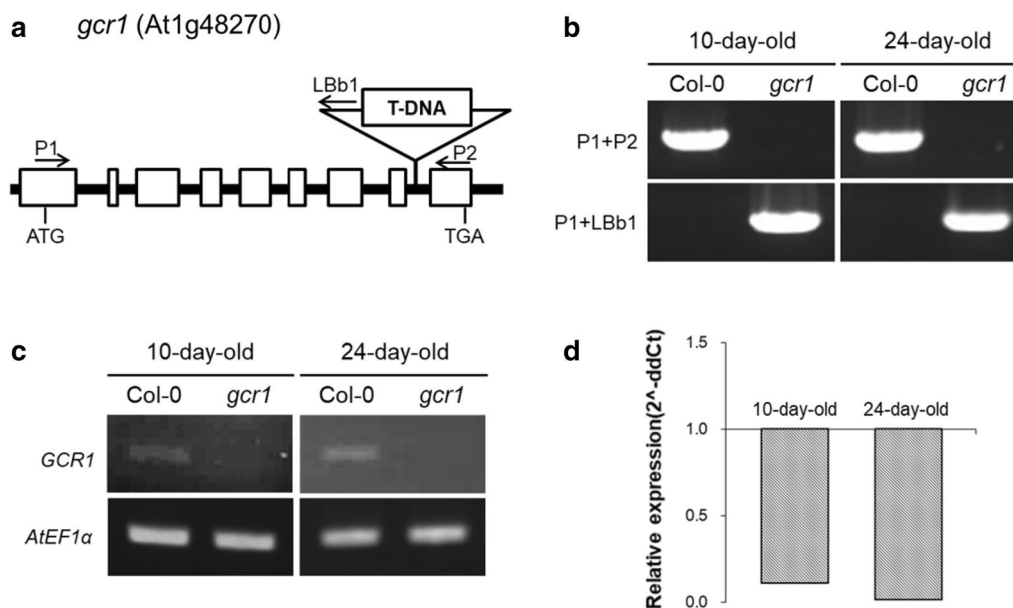 a
gcr1 (At1g48270)
LBb1
T-DNA
P1
P2
ATG
TGA
b
10-day-old
24-day-old
Col-0
gcr1
Col-0
gcr1
P1+P2
P1+LBb1
c
10-day-old
24-day-old
Col-0
gcr1
Col-0
gcr1
GCR1
AtEF1α
d
Relative expression(2^-ddCt)
1.5
1.0
0.5
0.0
10-day-old
24-day-old